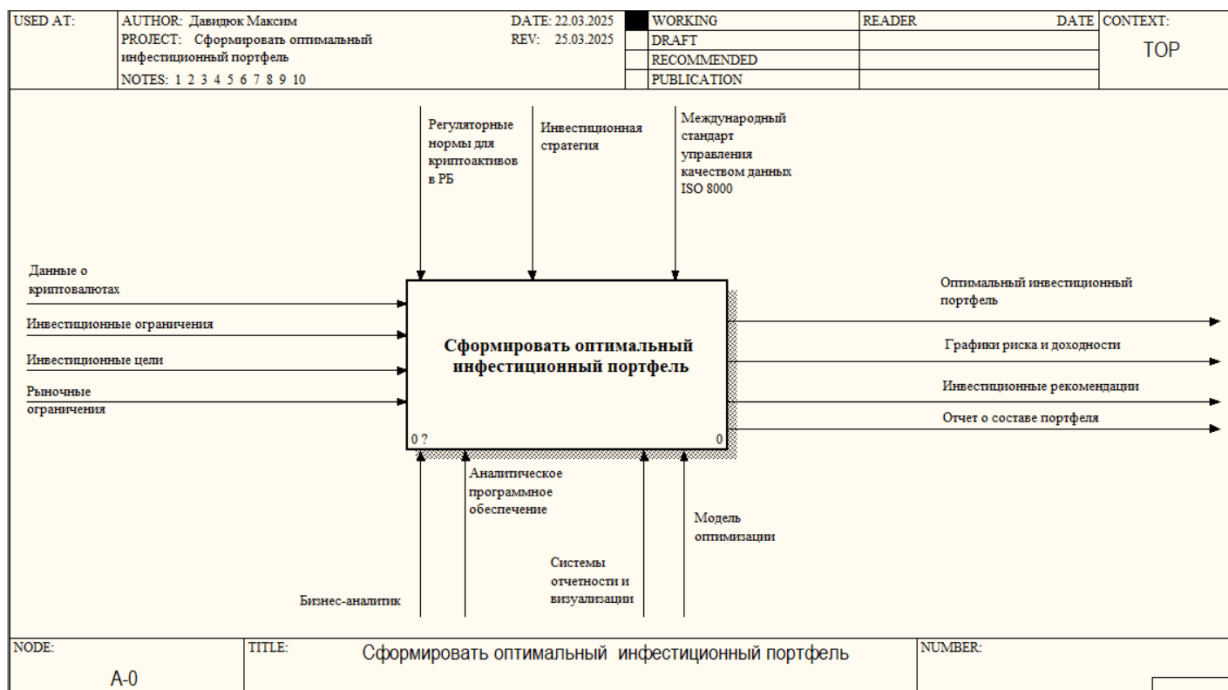 USED AT:
AUTHOR: Давидюк Максим
DATE: 22.03.2025
WORKING
READER
DATE
CONTEXT:
PROJECT: Сформировать оптимальный
REV: 25.03.2025
DRAFT
TOP
инфестиционный портфель
RECOMMENDED
NOTES: 1 2 3 4 5 6 7 8 9 10
PUBLICATION
Регуляторные
нормы для
криптоактивов
в РБ
Инвестиционная
стратегия
Международный
стандарт
управления
качеством данных
ISO 8000
Данные о
криптовалютах
Инвестиционные ограничения
Инвестиционные цели
Рыночные
ограничения
Сформировать оптимальный
инфестиционный портфель
0 ?
0
Оптимальный инвестиционный
портфель
Графики риска и доходности
Инвестиционные рекомендации
Отчет о составе портфеля
Аналитическое
программное
обеспечение
Модель
оптимизации
Системы
отчетности и
визуализации
Бизнес-аналитик
NODE:
TITLE:
Сформировать оптимальный инфестиционный портфель
NUMBER:
A-0